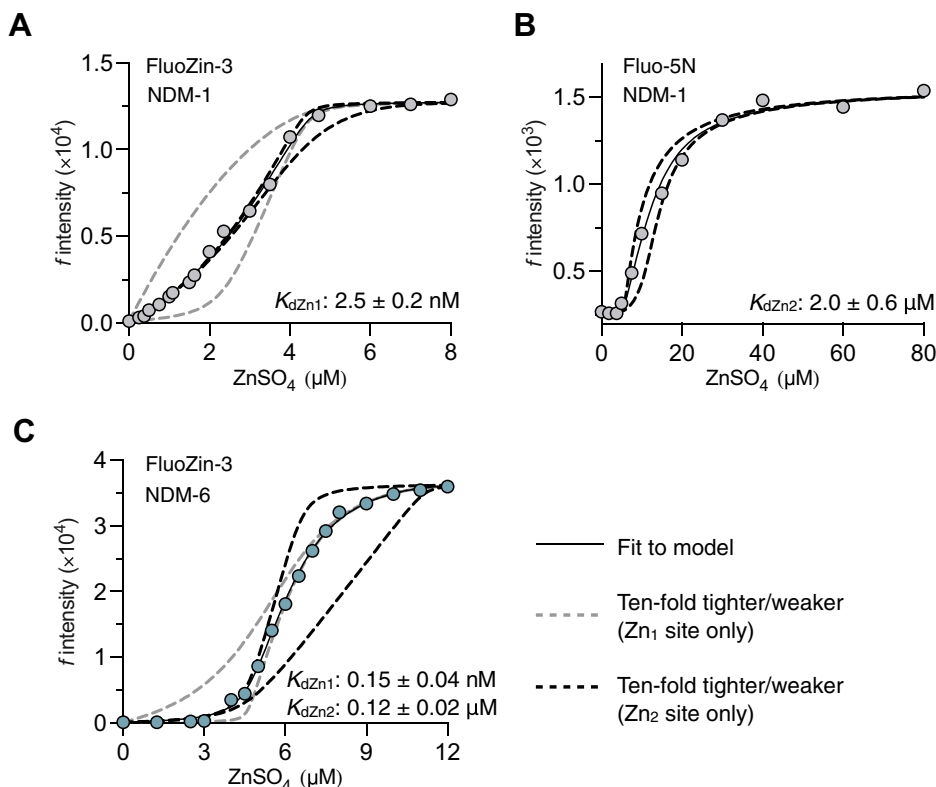 A
FluoZin-3
NDM-1
f intensity (×10⁴)
1.5
1.0
0.5
0.0
0 2 4 6 8
ZnSO₄ (μM)
KdZn1: 2.5 ± 0.2 nM
B
Fluo-5N
NDM-1
f intensity (×10³)
1.5
1.0
0.5
0 20 40 60 80
ZnSO₄ (μM)
KdZn2: 2.0 ± 0.6 μM
C
FluoZin-3
NDM-6
f intensity (×10⁴)
4
3
2
1
0
0 3 6 9 12
ZnSO₄ (μM)
KdZn1: 0.15 ± 0.04 nM
KdZn2: 0.12 ± 0.02 μM
Fit to model
Ten-fold tighter/weaker
(Zn₁ site only)
Ten-fold tighter/weaker
(Zn₂ site only)